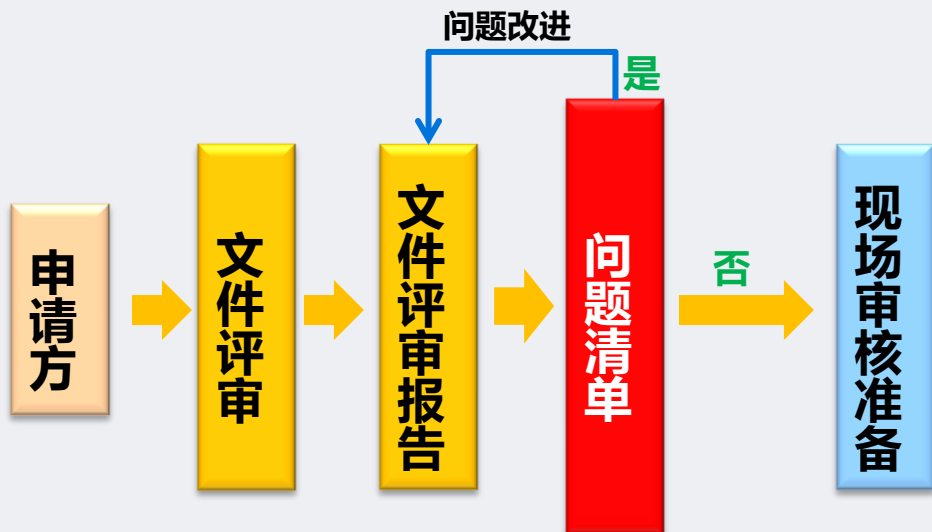 问题改进
是
申请方
文件评审
文件评审报告
问题清单
否
现场审核准备